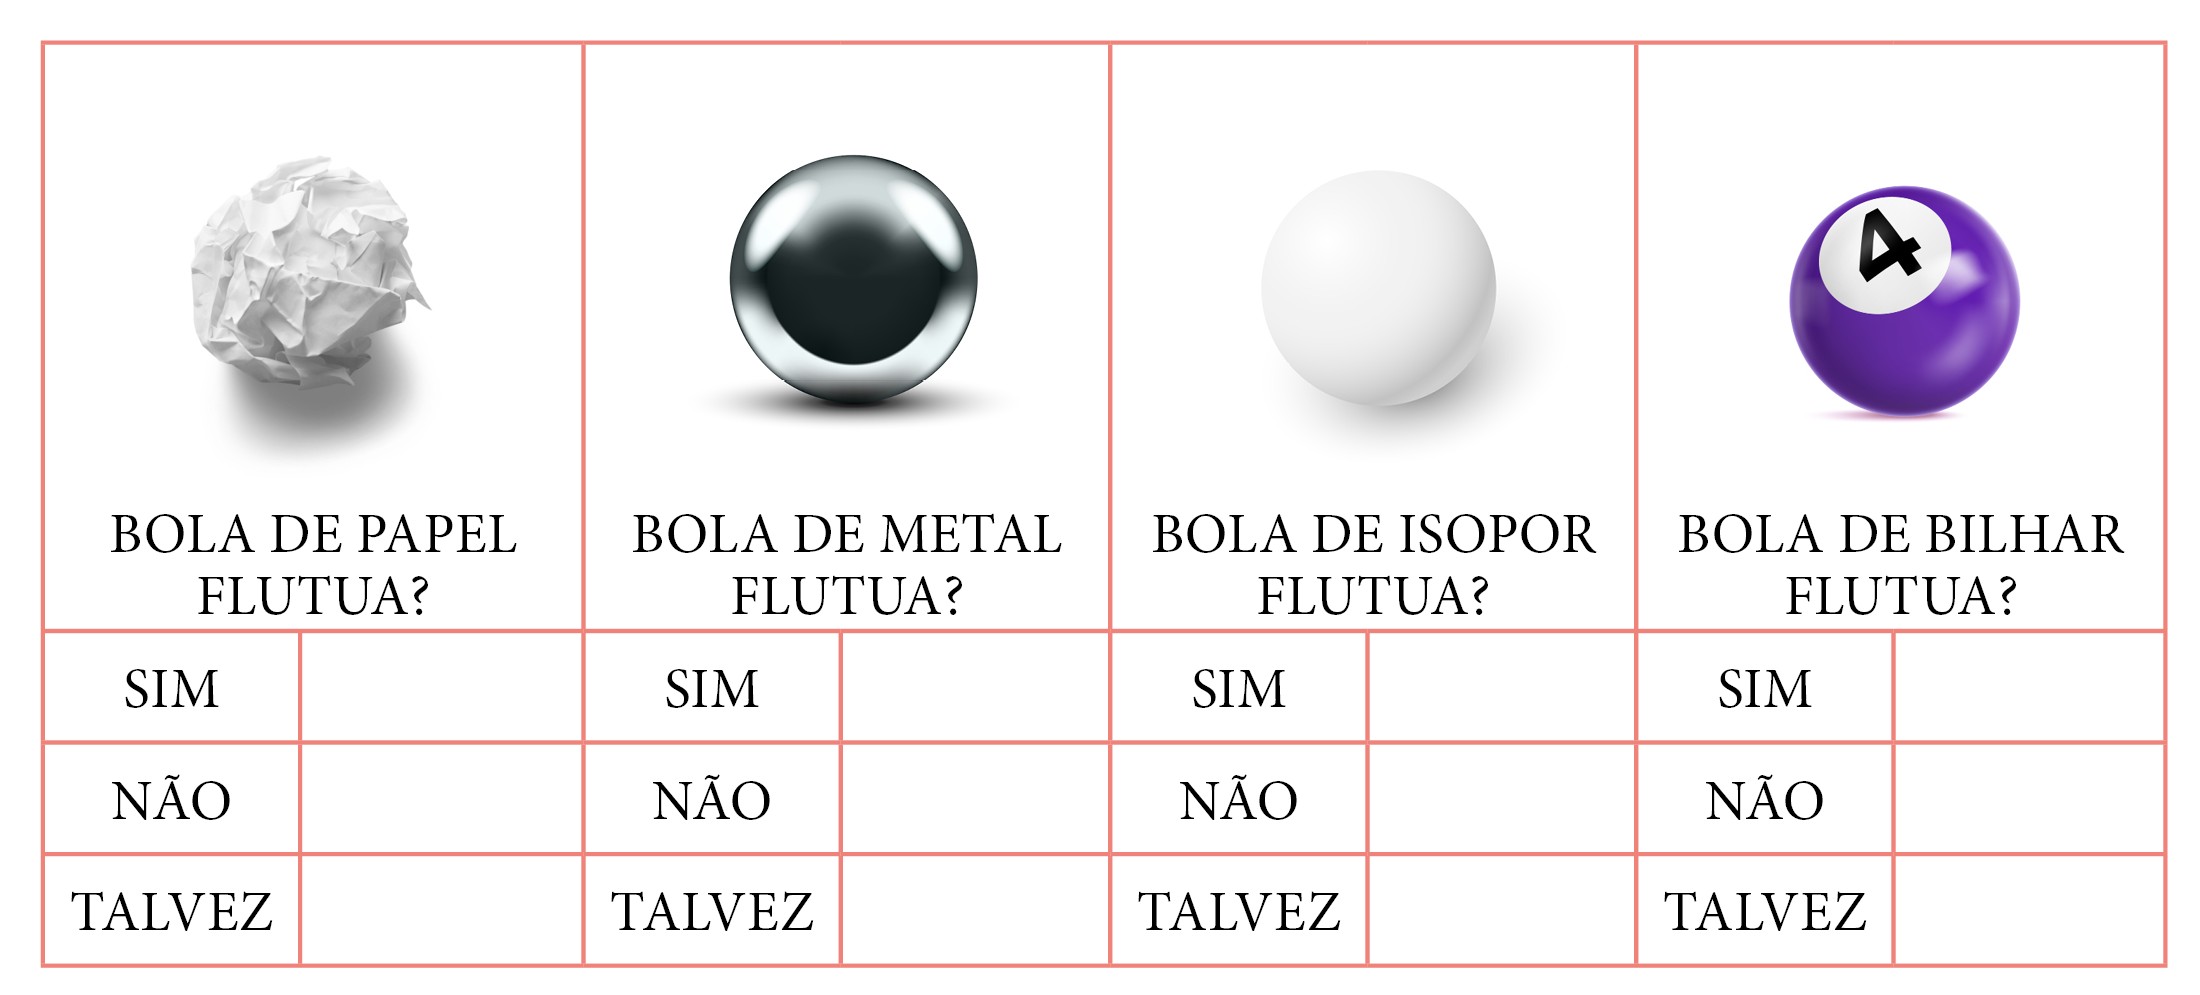 4
BOLA DE PAPEL
FLUTUA?
BOLA DE METAL
FLUTUA?
BOLA DE ISOPOR
FLUTUA?
BOLA DE BILHAR
FLUTUA?
SIM
SIM
SIM
SIM
NÃO
NÃO
NÃO
NÃO
TALVEZ
TALVEZ
TALVEZ
TALVEZ